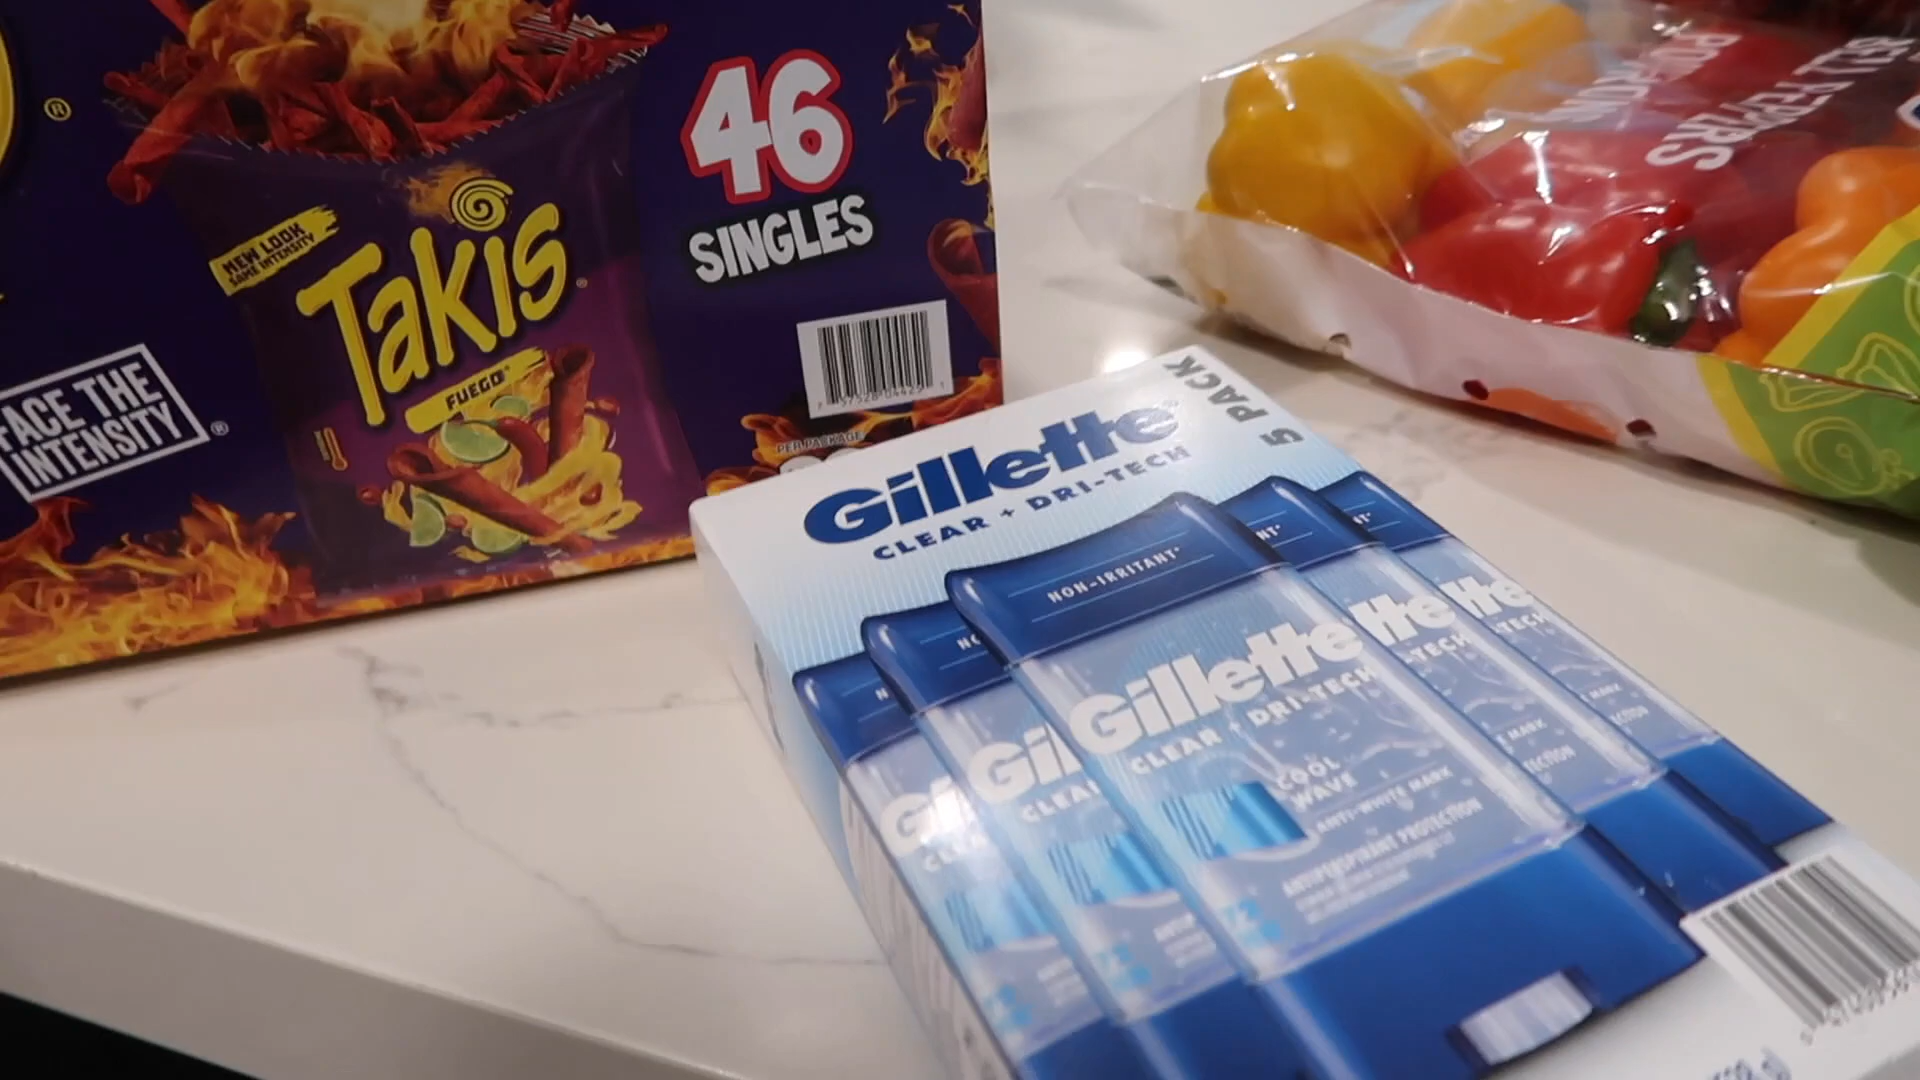 46
SINGLES
NEW LOOK
SAME INTENSITY
Takis
FUEGO
FACE THE
INTENSITY
PER PACKAGE
BELL PEPPERS
Gillette
CLEAR + DRI-TECH
5 PACK
NON-IRRITANT*
Gillette
CLEAR + DRI-TECH
COOL
WAVE
ANTI-WHITE MARK
ANTIPERSPIRANT PROTECTION
72